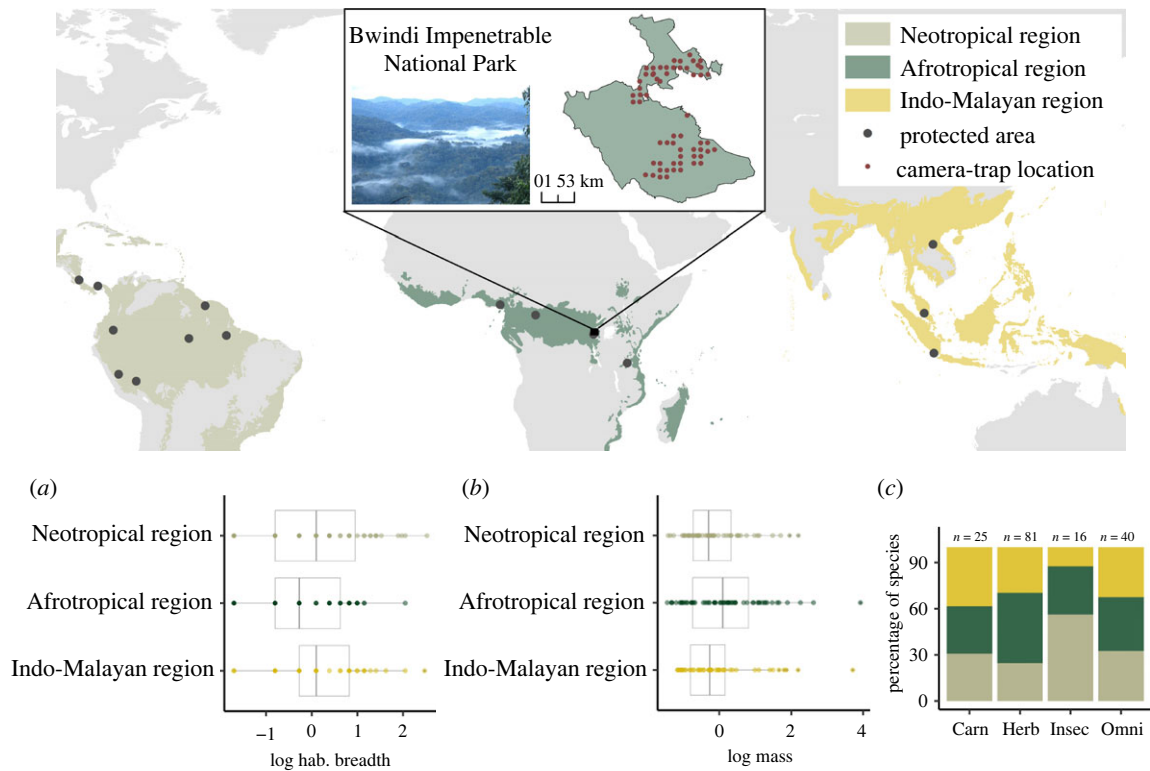 Bwindi Impenetrable
National Park
01 53 km
Neotropical region
Afrotropical region
Indo-Malayan region
protected area
camera-trap location
(a)
Neotropical region
Afrotropical region
Indo-Malayan region
−1 0 1 2
log hab. breadth
(b)
Neotropical region
Afrotropical region
Indo-Malayan region
0 2 4
log mass
(c)
percentage of species
90
60
30
0
n = 25 n = 81 n = 16 n = 40
Carn Herb Insec Omni